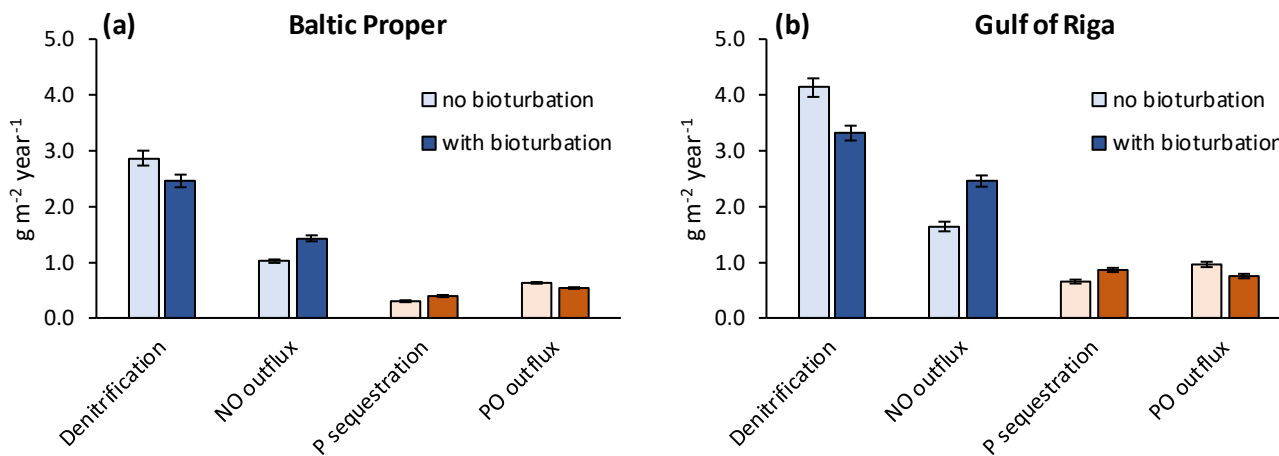 (a) Baltic Proper
5.0
4.0
3.0
2.0
1.0
0.0
g m-2 year-1
no bioturbation
with bioturbation
Denitrification
NO outflux
P sequestration
PO outflux
(b) Gulf of Riga
5.0
4.0
3.0
2.0
1.0
0.0
g m-2 year-1
no bioturbation
with bioturbation
Denitrification
NO outflux
P sequestration
PO outflux